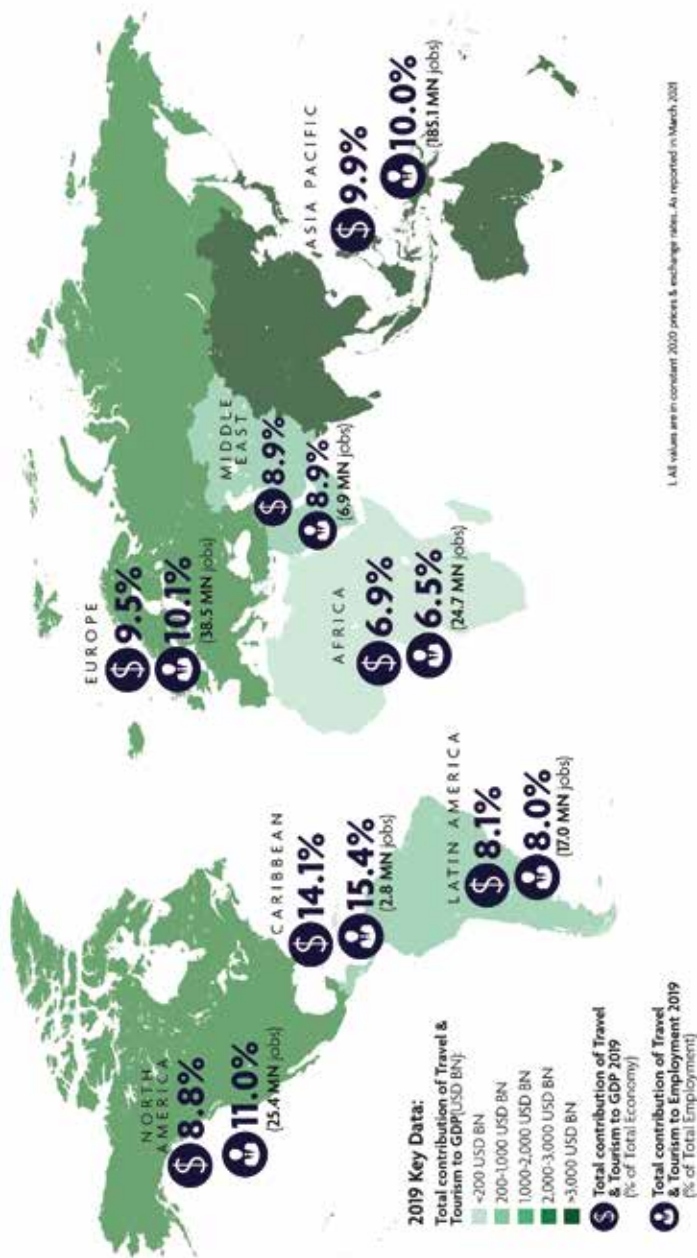 NORTH
AMERICA
$ 8.8%
11.0%
(25.4 MN jobs)
CARIBBEAN
$ 14.1%
15.4%
(2.8 MN jobs)
LATIN AMERICA
$ 8.1%
8.0%
(17.0 MN jobs)
EUROPE
$ 9.5%
10.1%
(38.5 MN jobs)
AFRICA
$ 6.9%
6.5%
(24.7 MN jobs)
MIDDLE
EAST
$ 8.9%
8.9%
(6.9 MN jobs)
ASIA PACIFIC
$ 9.9%
10.0%
(185.1 MN jobs)
2019 Key Data:
Total contribution of Travel &
Tourism to GDP(USD BN):
<200 USD BN
200-1,000 USD BN
1,000-2,000 USD BN
2,000-3,000 USD BN
>3,000 USD BN
$ Total contribution of Travel
& Tourism to GDP 2019
(% of Total Economy)
Total contribution of Travel
& Tourism to Employment 2019
(% of Total Employment)
1. All values are in constant 2020 prices & exchange rates. As reported in March 2021